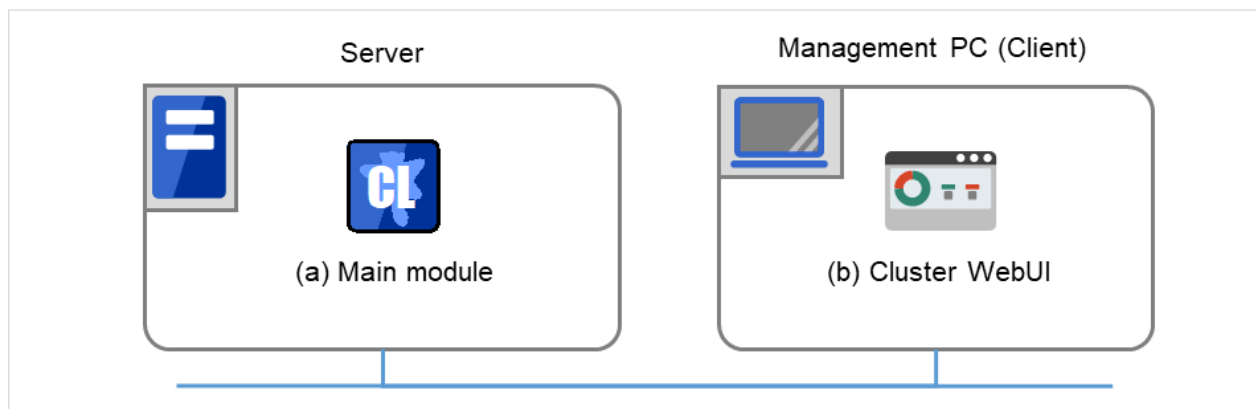 Server
Management PC (Client)
CL
(a) Main module
(b) Cluster WebUI